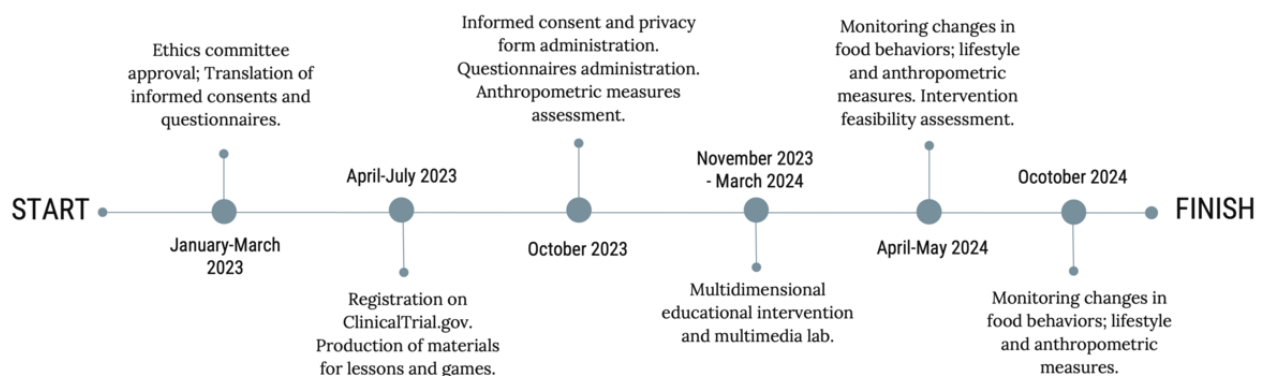 START
Ethics committee
approval; Translation of
informed consents and
questionnaires.
January-March
2023
April-July 2023
Registration on
ClinicalTrial.gov.
Production of materials
for lessons and games.
Informed consent and privacy
form administration.
Questionnaires administration.
Anthropometric measures
assessment.
October 2023
November 2023
- March 2024
Multidimensional
educational intervention
and multimedia lab.
Monitoring changes in
food behaviors; lifestyle
and anthropometric
measures. Intervention
feasibility assessment.
April-May 2024
Ocotober 2024
Monitoring changes in
food behaviors; lifestyle
and anthropometric
measures.
FINISH